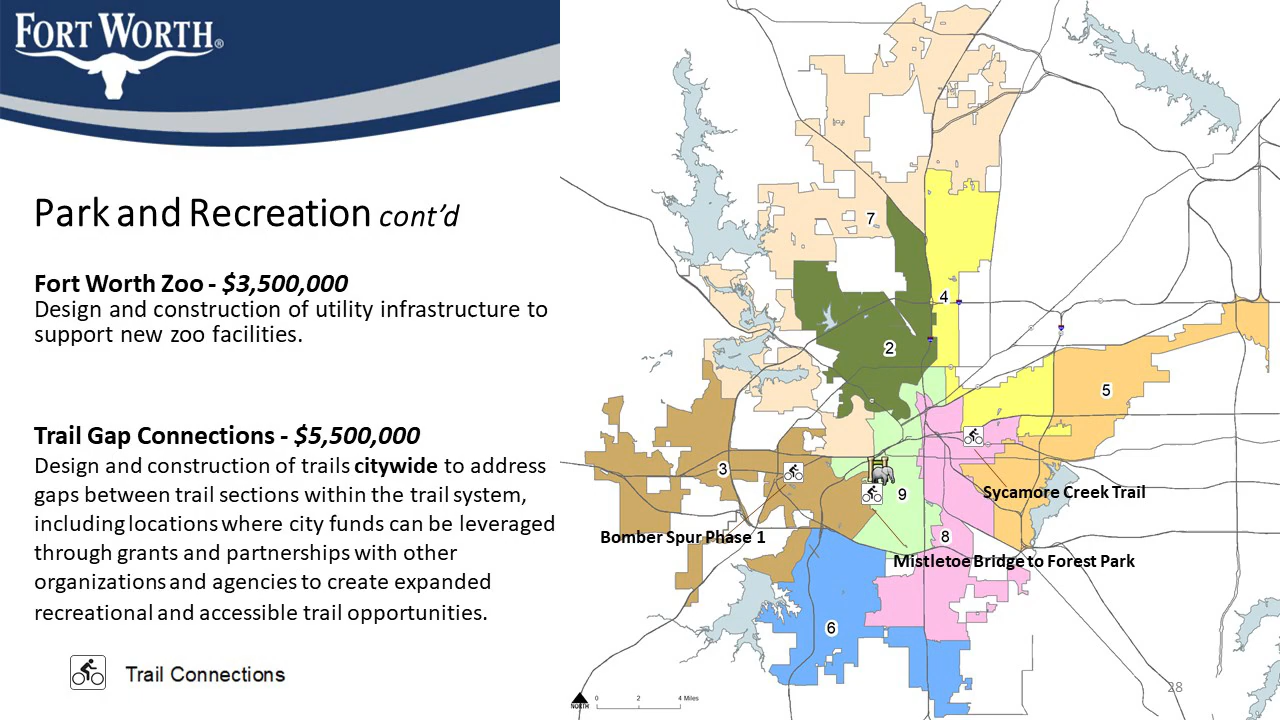 FORT WORTH®
Park and Recreation cont’d
Fort Worth Zoo - $3,500,000
Design and construction of utility infrastructure to
support new zoo facilities.
Trail Gap Connections - $5,500,000
Design and construction of trails citywide to address
gaps between trail sections within the trail system,
including locations where city funds can be leveraged
through grants and partnerships with other
organizations and agencies to create expanded
recreational and accessible trail opportunities.
Trail Connections
7
4
2
5
3
9
Sycamore Creek Trail
Bomber Spur Phase 1
8
Mistletoe Bridge to Forest Park
6
NORTH
0 2 4 Miles
28